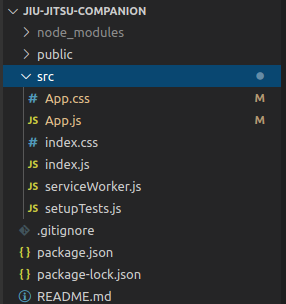 JIU-JITSU-COMPANION
node_modules
public
src
# App.css M
JS App.js M
# index.css
JS index.js
JS serviceWorker.js
JS setupTests.js
.gitignore
{} package.json
{} package-lock.json
README.md